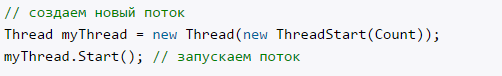 // создаем новый поток
Thread myThread = new Thread(new ThreadStart(Count));
myThread.Start(); // запускаем поток